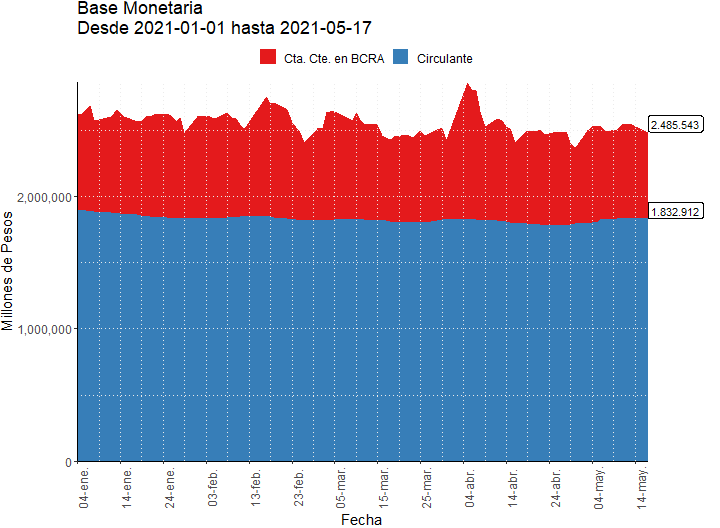 Base Monetaria
Desde 2021-01-01 hasta 2021-05-17
Cta. Cte. en BCRA
Circulante
Millones de Pesos
2,000,000
1,000,000
0
2.485.543
1.832.912
04-ene.
14-ene.
24-ene.
03-feb.
13-feb.
23-feb.
05-mar.
15-mar.
25-mar.
04-abr.
14-abr.
24-abr.
04-may.
14-may.
Fecha